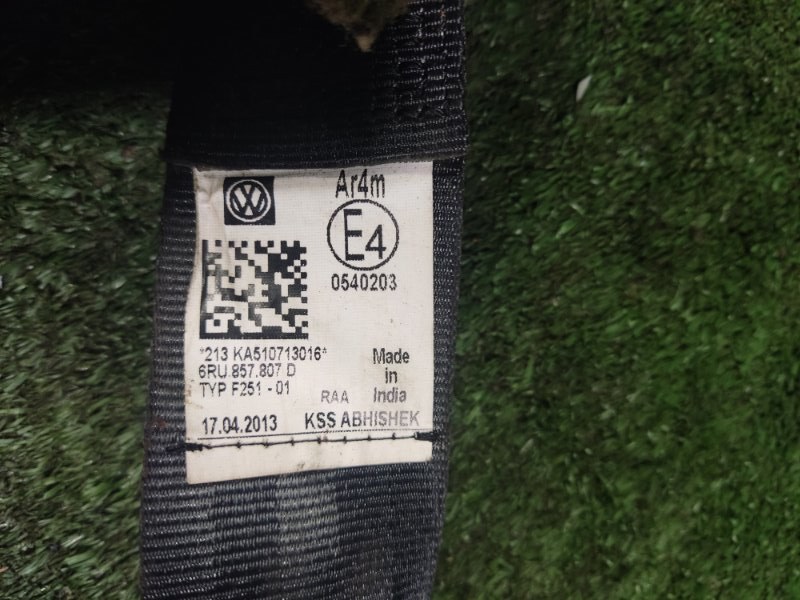 Ar4m
E4
0540203
*213 KA510713016*
6RU.857.807 D
TYP F251 - 01
Made
in
India
RAA
17.04.2013 KSS ABHISHEK